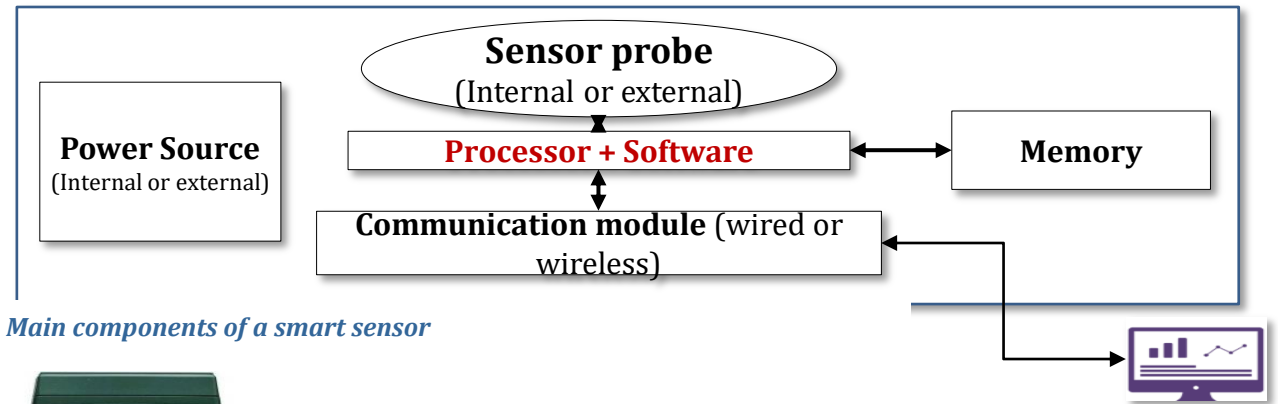 Sensor probe
(Internal or external)
Power Source
(Internal or external)
Processor + Software
Memory
Communication module (wired or
wireless)
Main components of a smart sensor